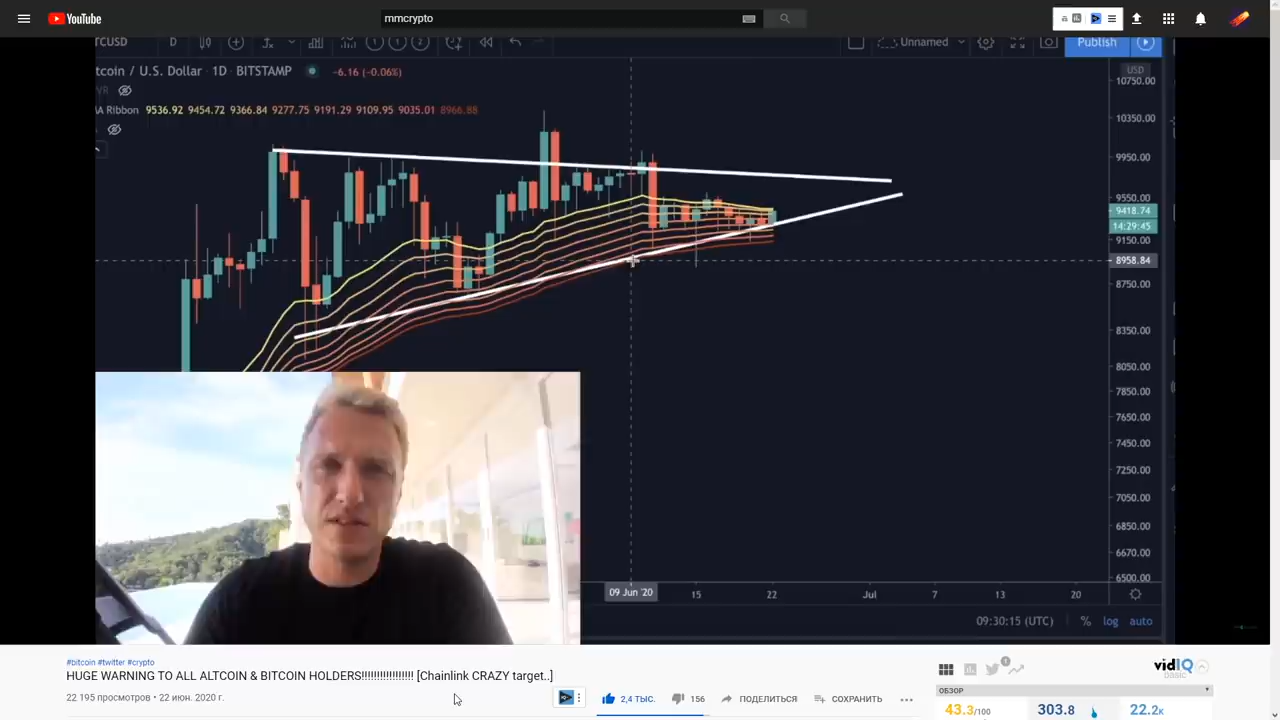 YouTube
mmcrypto
TCUSD D Unnamed Publish
tcoin / U.S. Dollar · 1D · BITSTAMP −6.16 (−0.06%)
USD
VR
A Ribbon 9536.92 9454.72 9366.84 9277.75 9191.29 9109.95 9035.01 8966.88
10750.00
10350.00
9950.00
9550.00
9418.74
14:29:45
9150.00
8958.84
8750.00
8350.00
8050.00
7850.00
7650.00
7450.00
7250.00
7050.00
6850.00
6670.00
6500.00
09 Jun '20 15 22 Jul 7 13 20
09:30:15 (UTC) % log auto
#bitcoin #twitter #crypto
HUGE WARNING TO ALL ALTCOIN & BITCOIN HOLDERS!!!!!!!!!!!!!!!! [Chainlink CRAZY target..]
22 195 просмотров • 22 июн. 2020 г.
2,4 ТЫС. 156 ПОДЕЛИТЬСЯ СОХРАНИТЬ
vidIQ
basic
ОБЗОР
43.3/100 303.8 22.2k